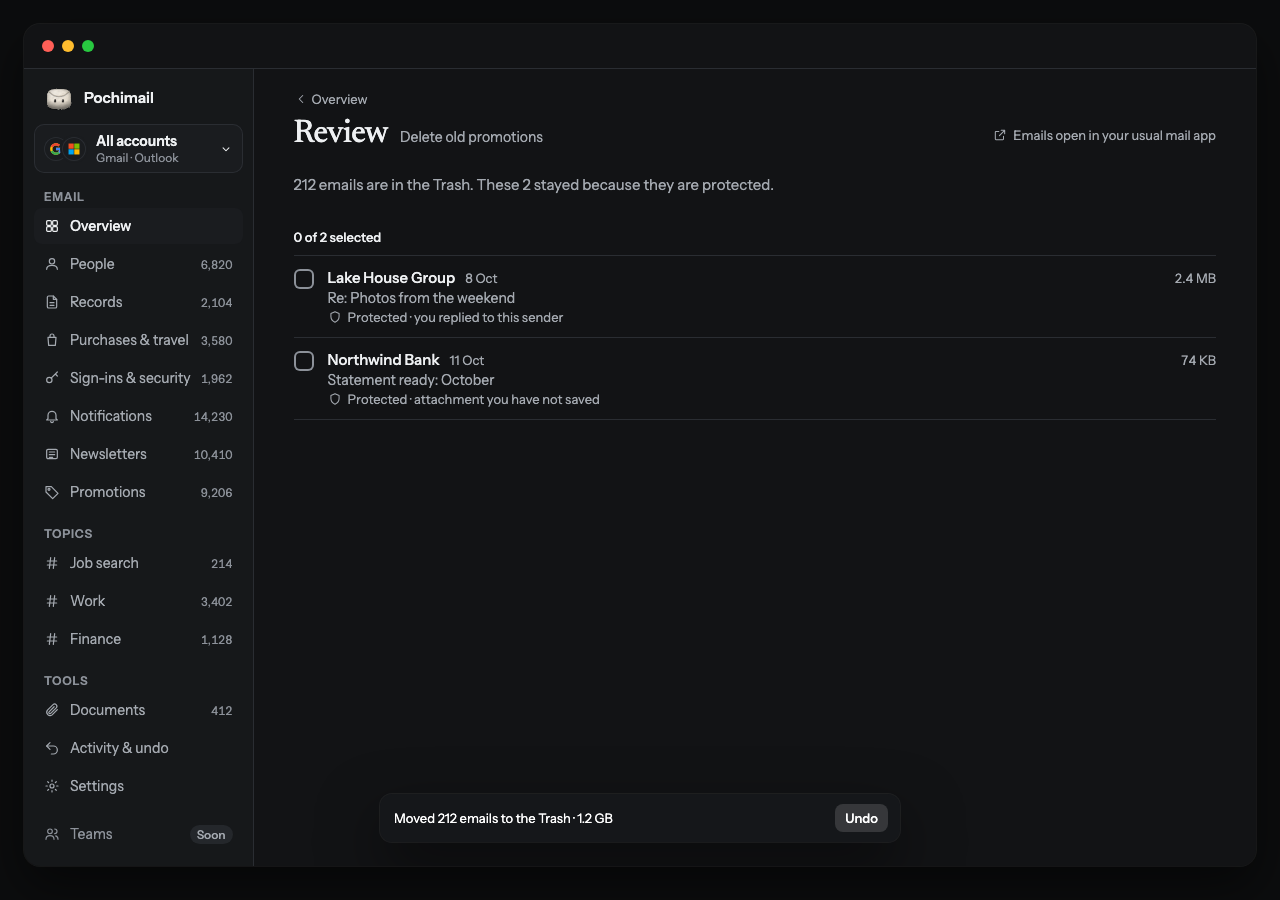 Pochimail
All accounts
Gmail · Outlook
EMAIL
Overview
People 6,820
Records 2,104
Purchases & travel 3,580
Sign-ins & security 1,962
Notifications 14,230
Newsletters 10,410
Promotions 9,206
TOPICS
Job search 214
Work 3,402
Finance 1,128
TOOLS
Documents 412
Activity & undo
Settings
Teams Soon
Overview
Review Delete old promotions
Emails open in your usual mail app
212 emails are in the Trash. These 2 stayed because they are protected.
0 of 2 selected
Lake House Group 8 Oct 2.4 MB
Re: Photos from the weekend
Protected · you replied to this sender
Northwind Bank 11 Oct 74 KB
Statement ready: October
Protected · attachment you have not saved
Moved 212 emails to the Trash · 1.2 GB Undo